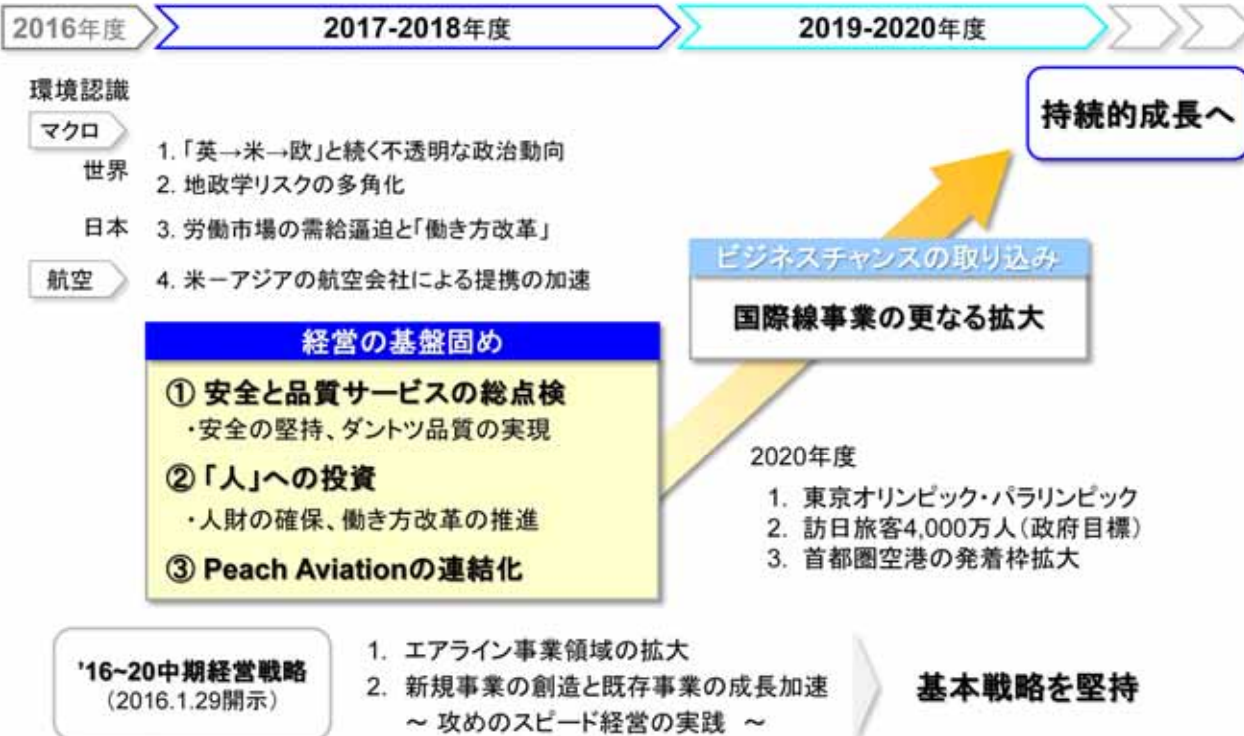 2016年度
2017-2018年度
2019-2020年度
環境認識
マクロ
世界
1. 「英→米→欧」と続く不透明な政治動向
2. 地政学リスクの多角化
日本
3. 労働市場の需給逼迫と「働き方改革」
航空
4. 米－アジアの航空会社による提携の加速
持続的成長へ
ビジネスチャンスの取り込み
国際線事業の更なる拡大
経営の基盤固め
① 安全と品質サービスの総点検
・安全の堅持、ダントツ品質の実現
② 「人」への投資
・人財の確保、働き方改革の推進
③ Peach Aviationの連結化
2020年度
1. 東京オリンピック・パラリンピック
2. 訪日旅客4,000万人(政府目標)
3. 首都圏空港の発着枠拡大
'16~20中期経営戦略
(2016.1.29開示)
1. エアライン事業領域の拡大
2. 新規事業の創造と既存事業の成長加速
～ 攻めのスピード経営の実践 ～
基本戦略を堅持